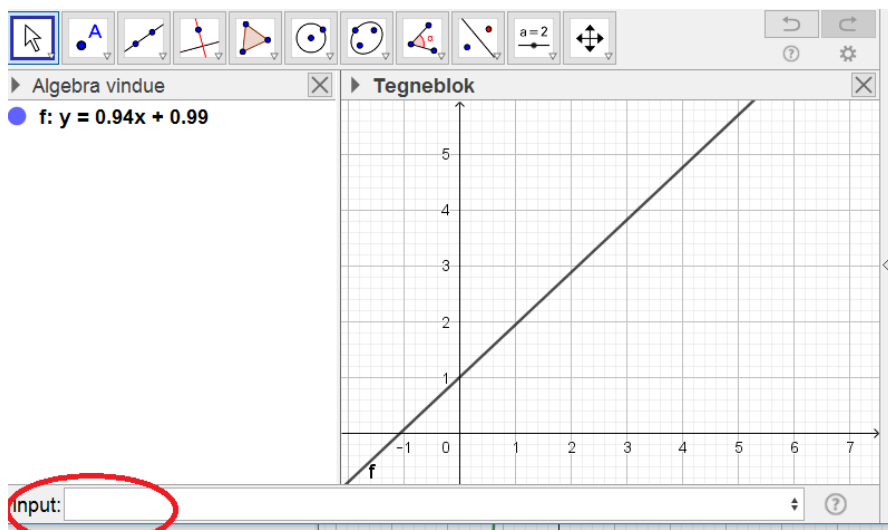 A
α
a = 2
Algebra vindue
Tegneblok
f: y = 0.94x + 0.99
5
4
3
2
1
-1 0 1 2 3 4 5 6 7
f
Input: